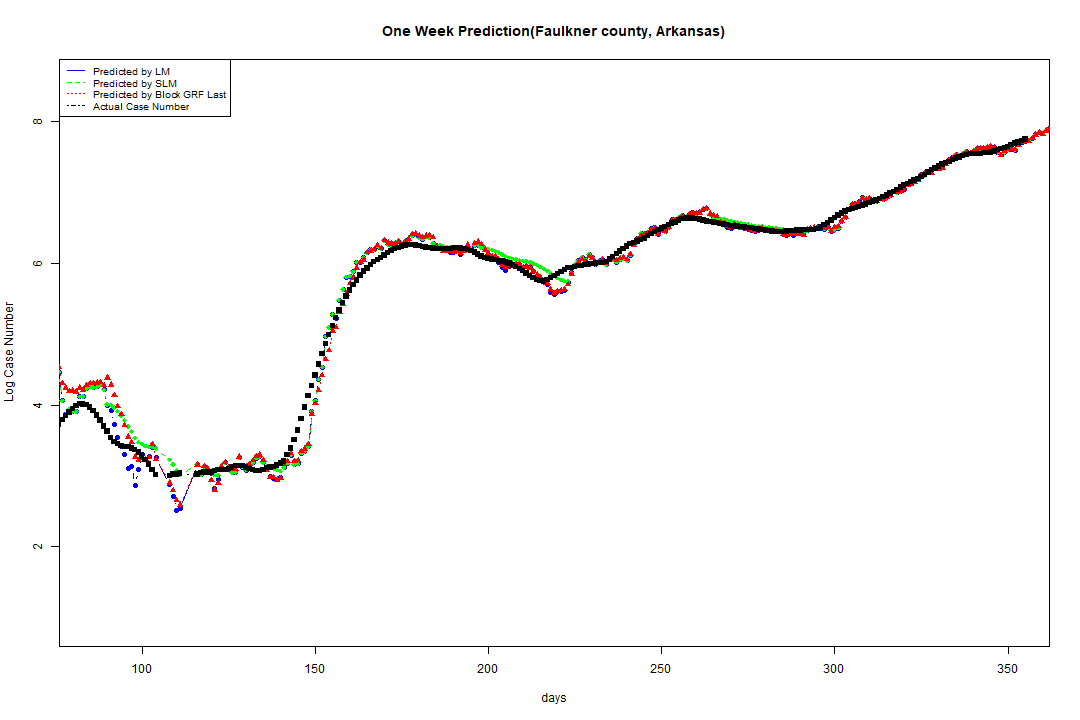 One Week Prediction(Faulkner county, Arkansas)
Predicted by LM
Predicted by SLM
Predicted by Block GRF Last
Actual Case Number
8
6
4
2
Log Case Number
100 150 200 250 300 350
days